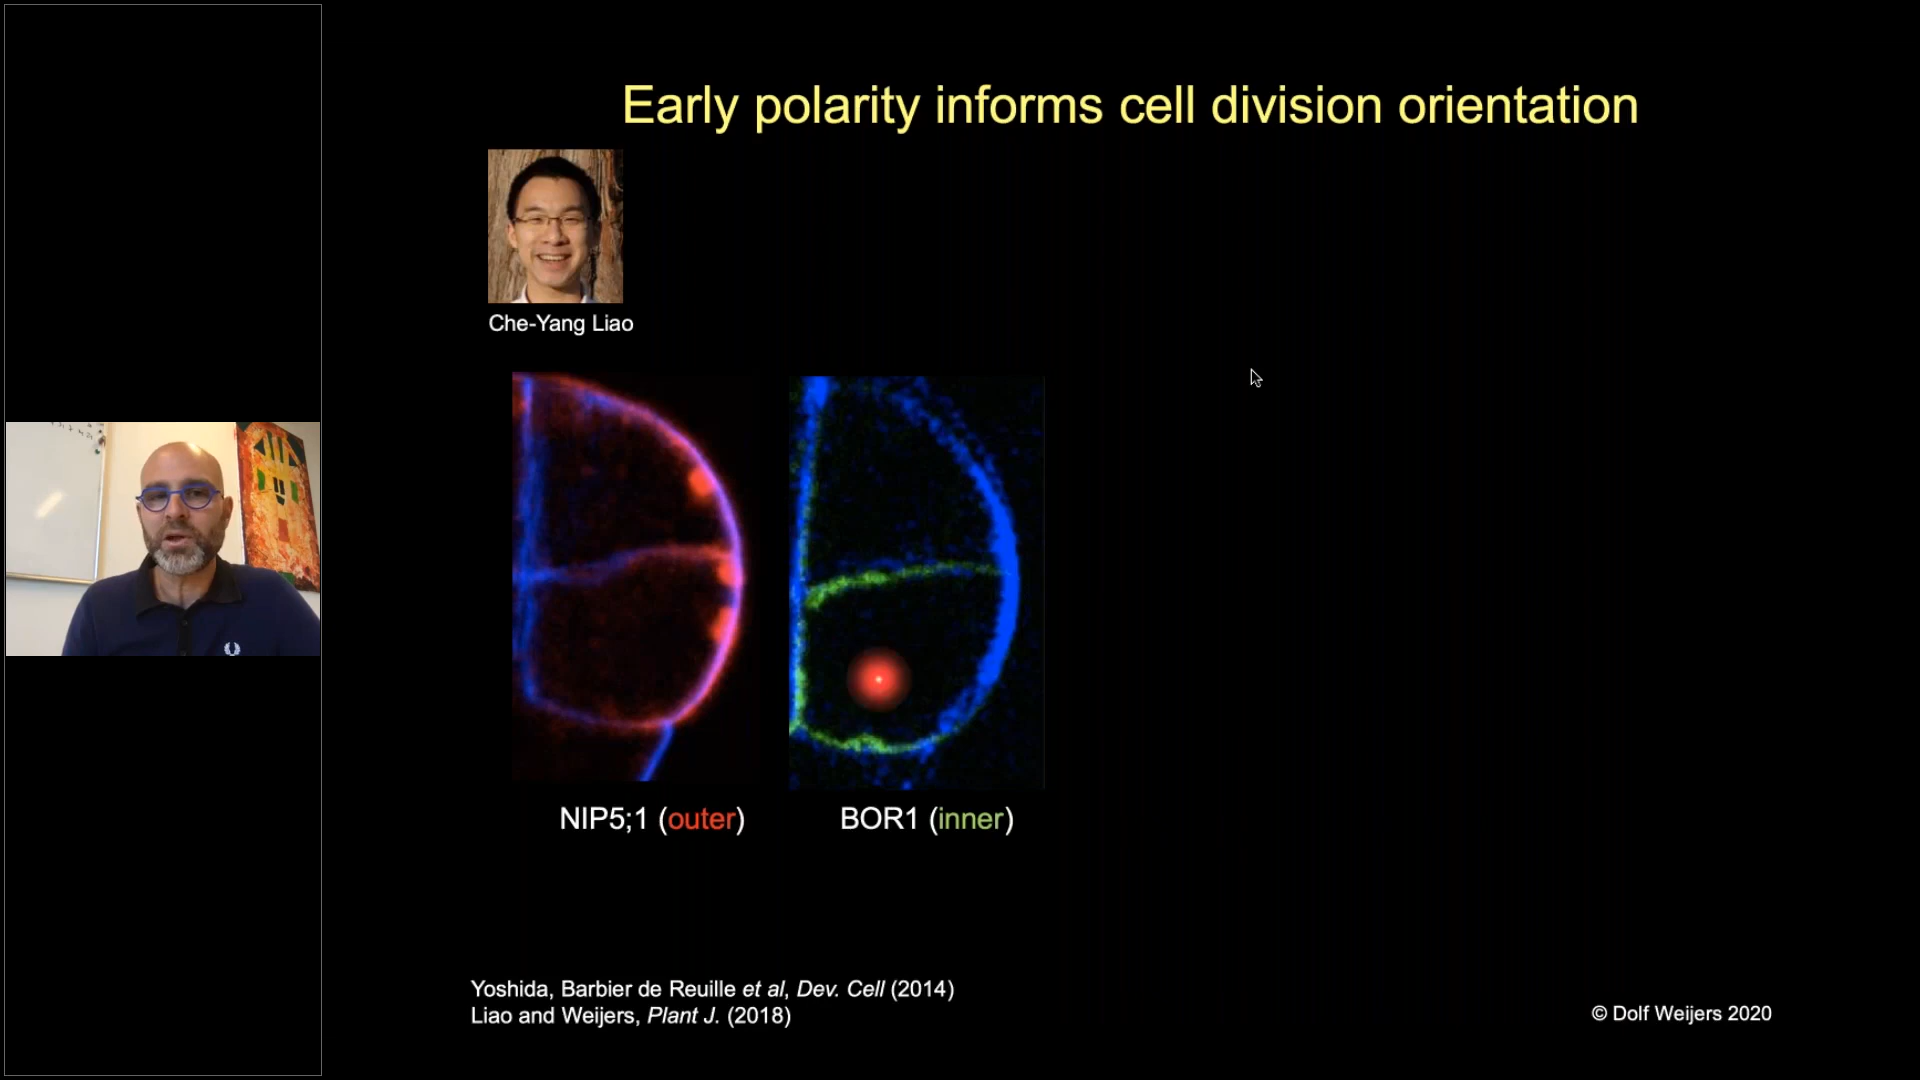 Early polarity informs cell division orientation
Che-Yang Liao
NIP5;1 (outer)
BOR1 (inner)
Yoshida, Barbier de Reuille et al, Dev. Cell (2014)
Liao and Weijers, Plant J. (2018)
© Dolf Weijers 2020